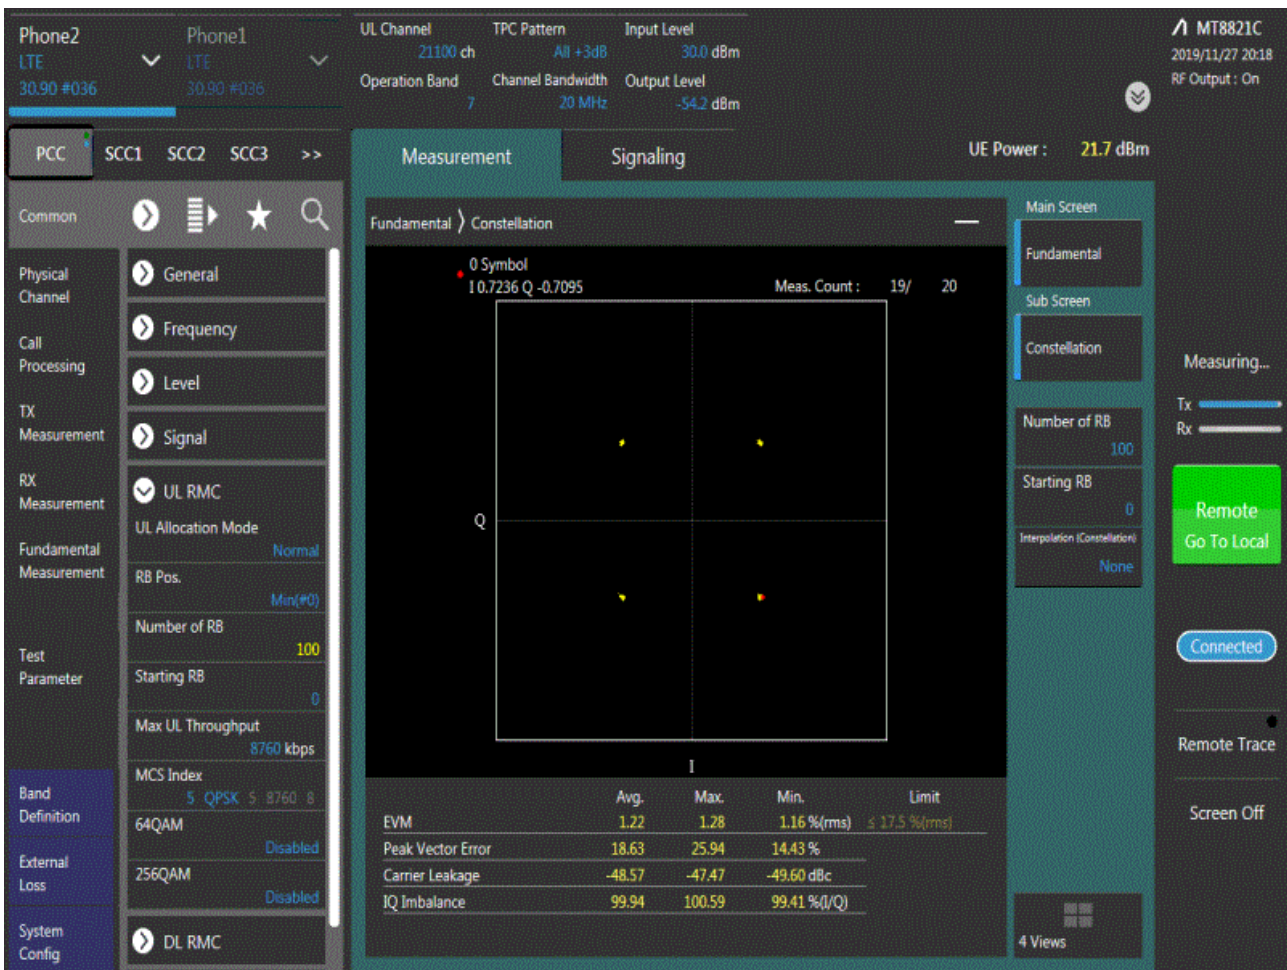 Phone2
LTE
30.90 #036
Phone1
LTE
30.90 #036
UL Channel
21100 ch
TPC Pattern
All +3dB
Input Level
30.0 dBm
Operation Band
7
Channel Bandwidth
20 MHz
Output Level
-54.2 dBm
MT8821C
2019/11/27 20:18
RF Output : On
PCC SCC1 SCC2 SCC3 >>
Measurement
Signaling
UE Power : 21.7 dBm
Common
Physical
Channel
Call
Processing
TX
Measurement
RX
Measurement
Fundamental
Measurement
Test
Parameter
Band
Definition
External
Loss
System
Config
General
Frequency
Level
Signal
UL RMC
UL Allocation Mode
Normal
RB Pos.
Min(#0)
Number of RB
100
Starting RB
0
Max UL Throughput
8760 kbps
MCS Index
5 QPSK 5 8760 8
64QAM
Disabled
256QAM
Disabled
DL RMC
Fundamental 〉 Constellation
0 Symbol
I 0.7236 Q -0.7095
Meas. Count : 19/ 20
Q
I
Avg. Max. Min. Limit
EVM 1.22 1.28 1.16 %(rms) ≤ 17.5 %(rms)
Peak Vector Error 18.63 25.94 14.43 %
Carrier Leakage -48.57 -47.47 -49.60 dBc
IQ Imbalance 99.94 100.59 99.41 %(I/Q)
Main Screen
Fundamental
Sub Screen
Constellation
Number of RB
100
Starting RB
0
Interpolation (Constellation)
None
4 Views
Measuring...
Tx
Rx
Remote
Go To Local
Connected
Remote Trace
Screen Off